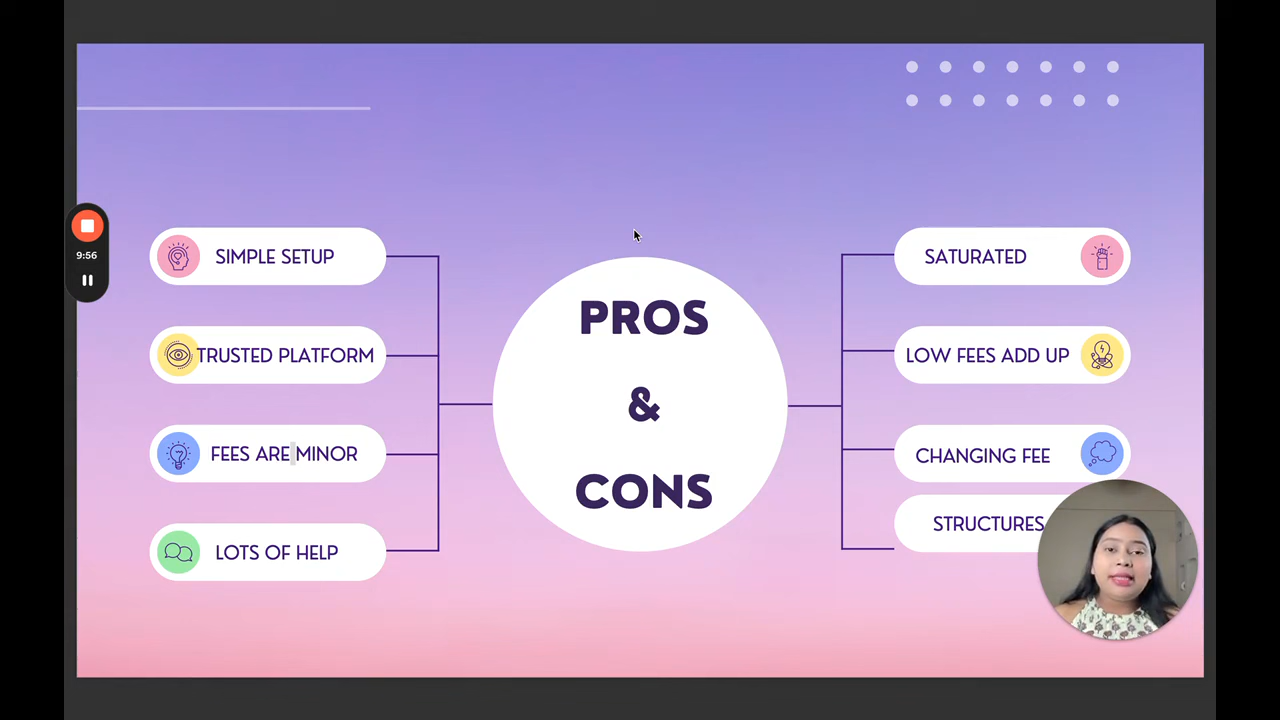 9:56
SIMPLE SETUP
TRUSTED PLATFORM
FEES ARE MINOR
LOTS OF HELP
PROS
&
CONS
SATURATED
LOW FEES ADD UP
CHANGING FEE
STRUCTURES